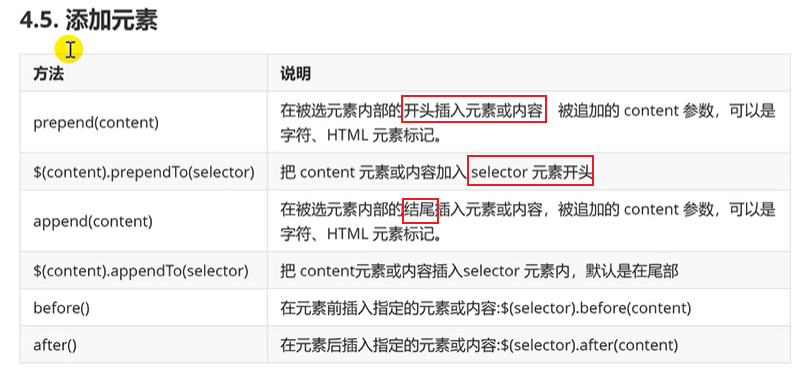 4.5. 添加元素
方法 说明
prepend(content) 在被选元素内部的开头插入元素或内容 被追加的 content 参数，可以是
字符、HTML 元素标记。
$(content).prependTo(selector) 把 content 元素或内容加入 selector 元素开头
append(content) 在被选元素内部的结尾插入元素或内容，被追加的 content 参数，可以是
字符、HTML 元素标记。
$(content).appendTo(selector) 把 content元素或内容插入selector 元素内，默认是在尾部
before() 在元素前插入指定的元素或内容:$(selector).before(content)
after() 在元素后插入指定的元素或内容:$(selector).after(content)